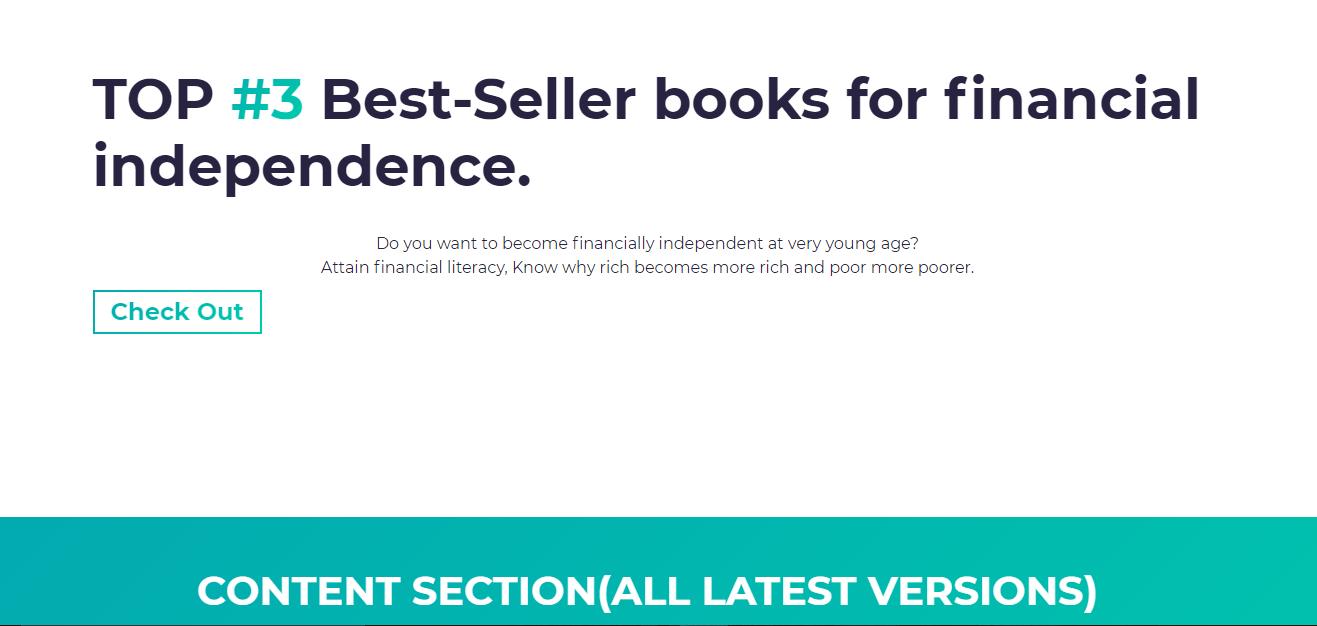 TOP #3 Best-Seller books for financial
independence.
Do you want to become financially independent at very young age?
Attain financial literacy, Know why rich becomes more rich and poor more poorer.
Check Out
CONTENT SECTION(ALL LATEST VERSIONS)